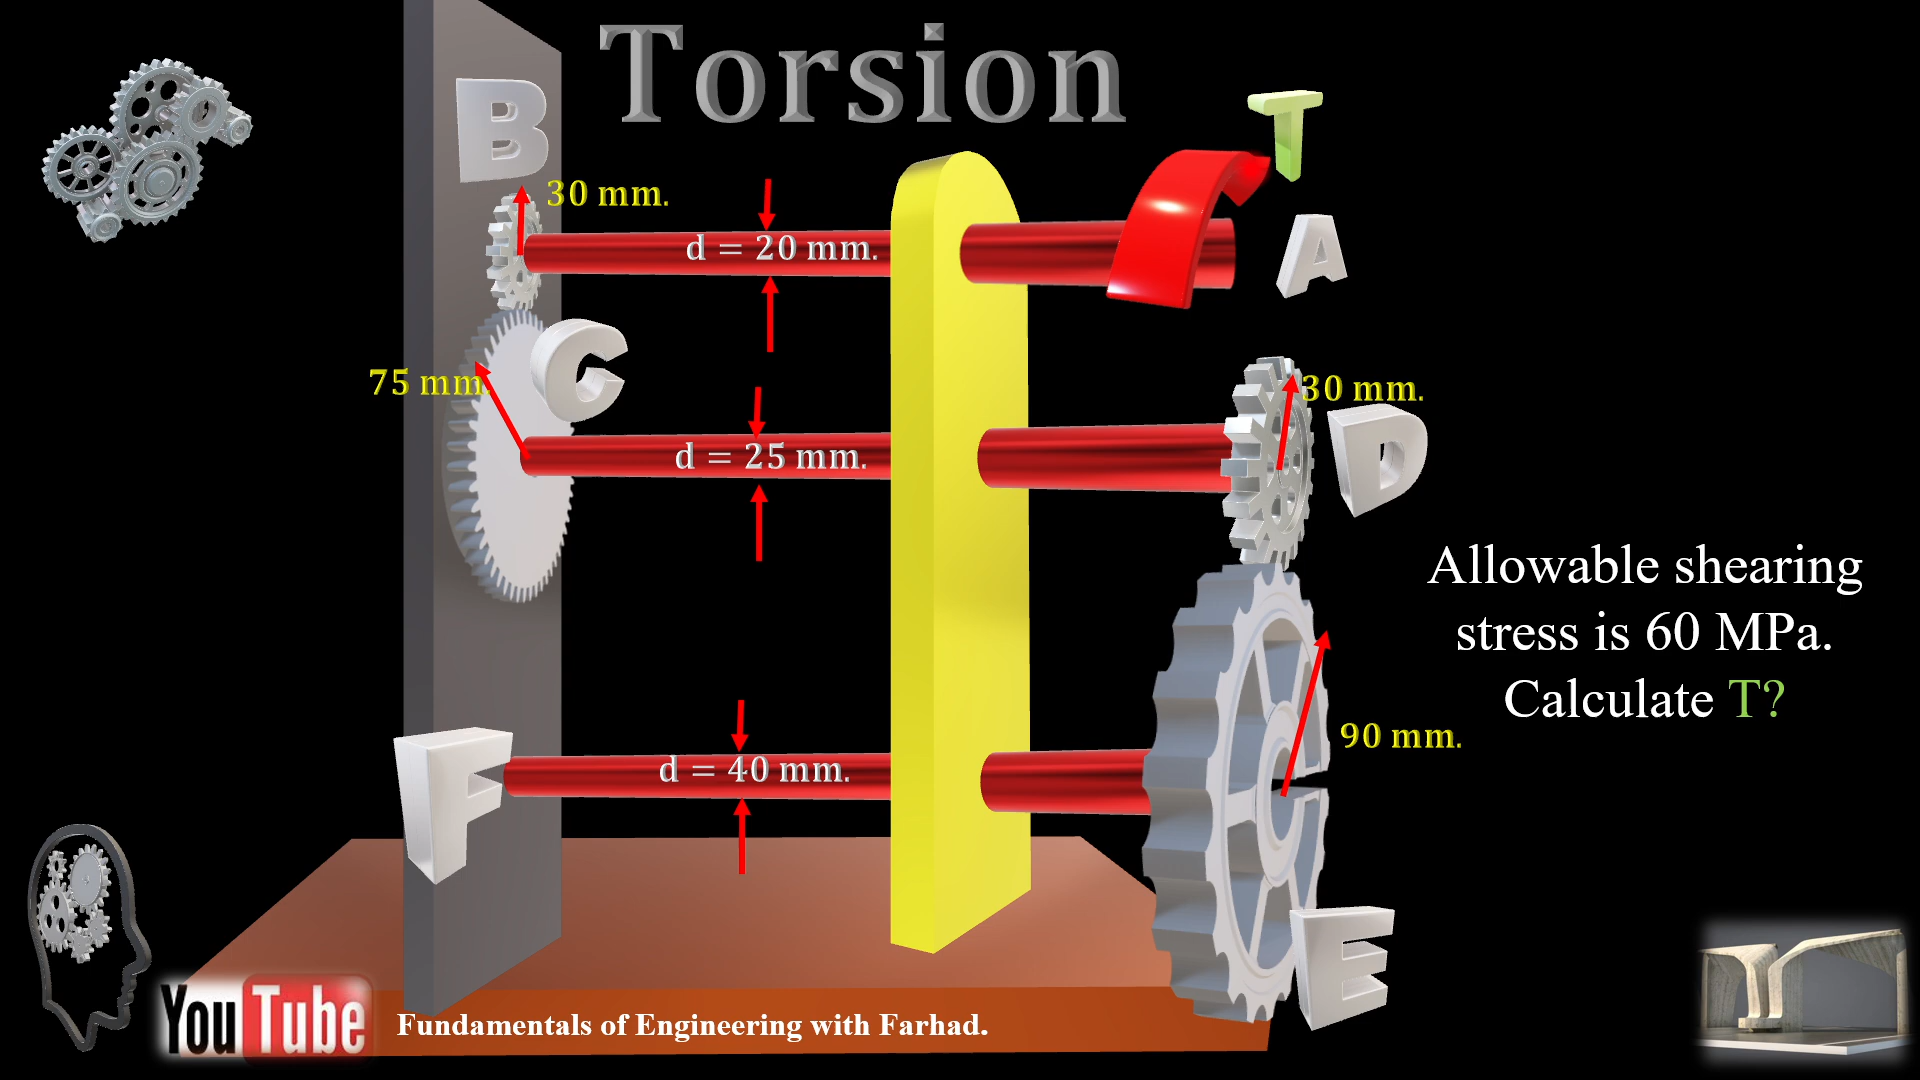 Torsion
B
T
30 mm.
d = 20 mm.
A
C
75 mm.
30 mm.
D
d = 25 mm.
Allowable shearing
stress is 60 MPa.
Calculate T?
90 mm.
F
d = 40 mm.
E
YouTube
Fundamentals of Engineering with Farhad.